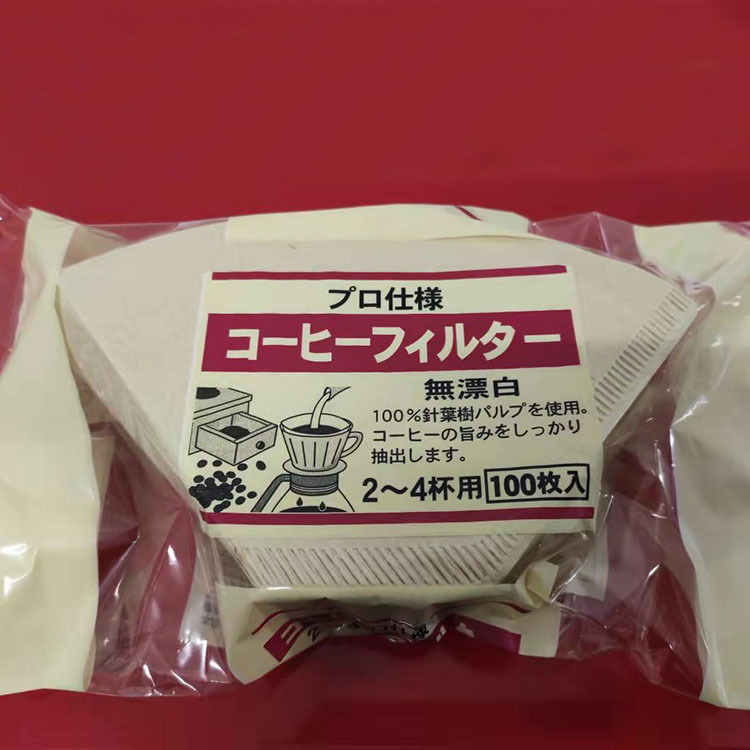 プロ仕様
コーヒーフィルター
無漂白
100%針葉樹パルプを使用。
コーヒーの旨みをしっかり
抽出します。
2〜4杯用 100枚入